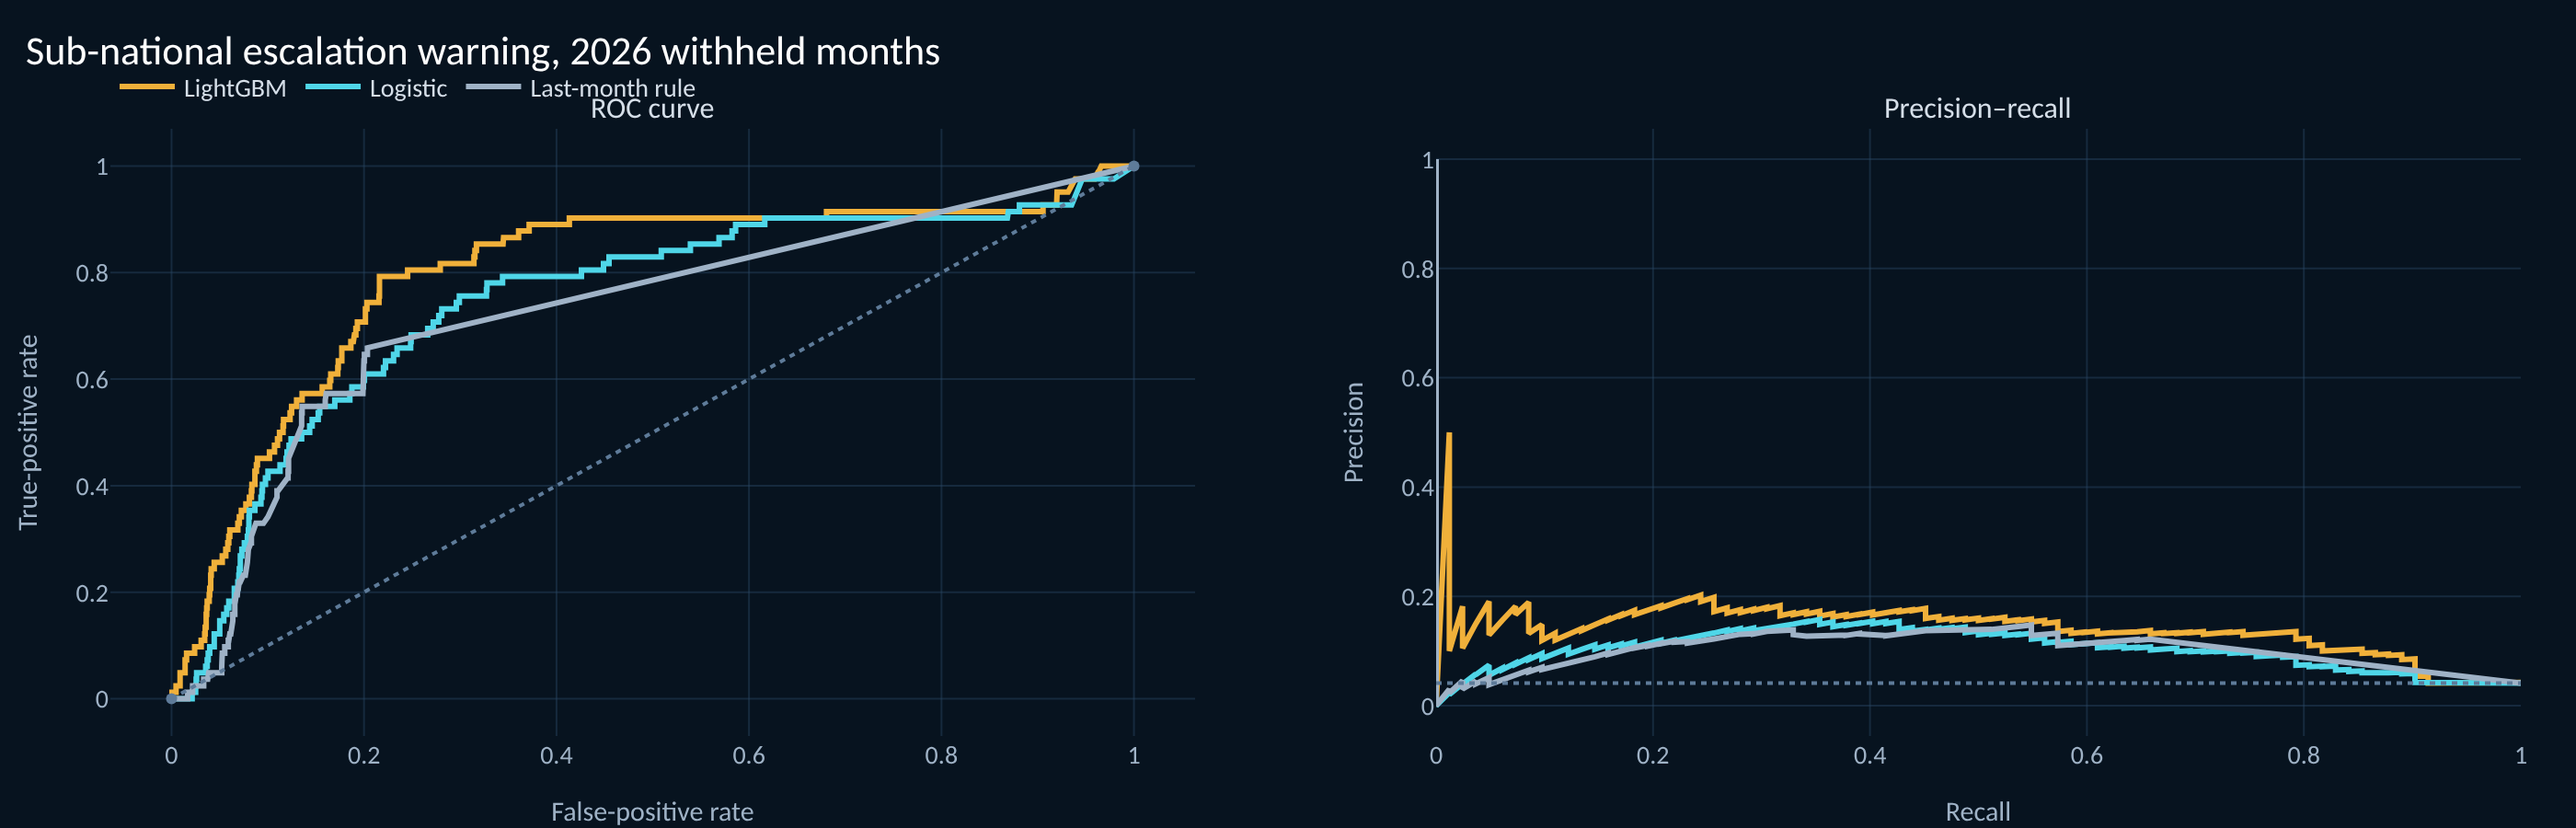 Sub-national escalation warning, 2026 withheld months
LightGBM Logistic Last-month rule
ROC curve
Precision–recall
True-positive rate
1
0.8
0.6
0.4
0.2
0
0 0.2 0.4 0.6 0.8 1
False-positive rate
Precision
1
0.8
0.6
0.4
0.2
0
0 0.2 0.4 0.6 0.8 1
Recall